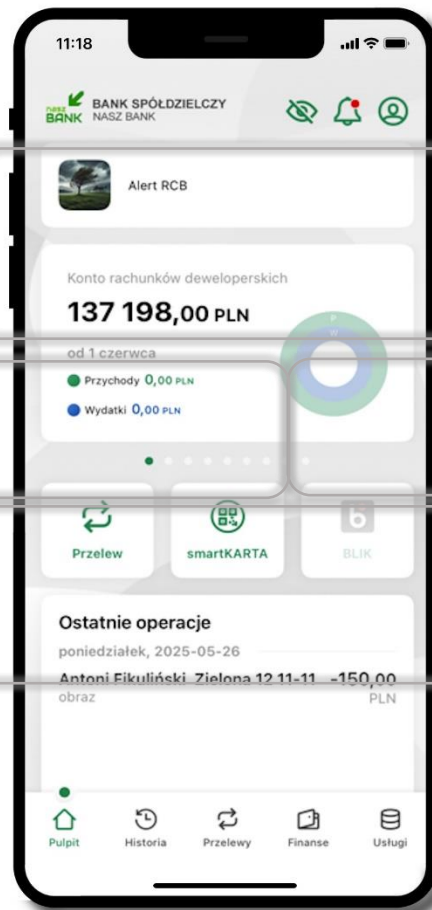 11:18
nasz
BANK
BANK SPÓŁDZIELCZY
NASZ BANK
Alert RCB
Konto rachunków deweloperskich
137 198,00 PLN
od 1 czerwca
Przychody 0,00 PLN
Wydatki 0,00 PLN
P
W
Przelew
smartKARTA
BLIK
Ostatnie operacje
poniedziałek, 2025-05-26
Antoni Fikuliński, Zielona 12 11-11 -150,00
obraz PLN
Pulpit Historia Przelewy Finanse Usługi